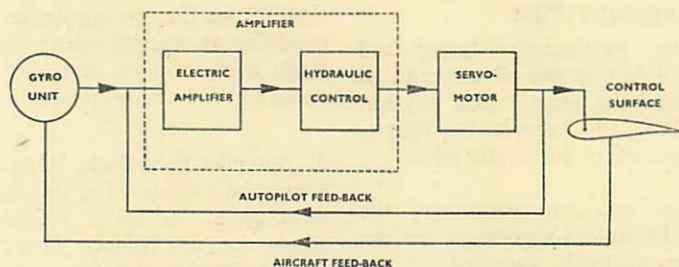 AMPLIFIER
GYRO
UNIT
ELECTRIC
AMPLIFIER
HYDRAULIC
CONTROL
SERVO-
MOTOR
CONTROL
SURFACE
AUTOPILOT FEED-BACK
AIRCRAFT FEED-BACK